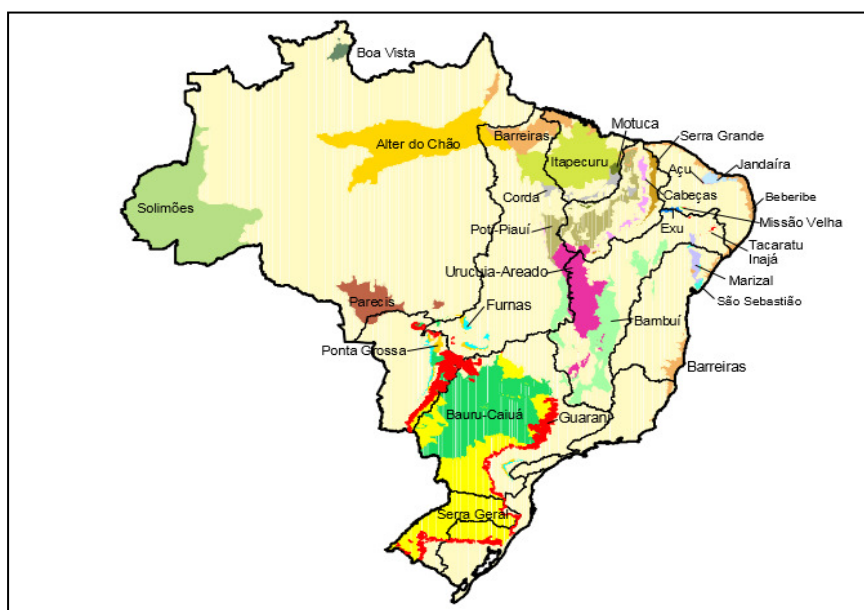 Boa Vista
Motuca
Serra Grande
Barreiras
Alter do Chão
Itapecuru
Açu
Jandaíra
Cabeças
Corda
Beberibe
Solimões
Missão Velha
Poti-Piauí
Exu
Tacaratu
Inajá
Urucuia-Areado
Marizal
Parecis
São Sebastião
Furnas
Bambuí
Ponta Grossa
Barreiras
Bauru-Caiuá
Guarani
Serra Geral